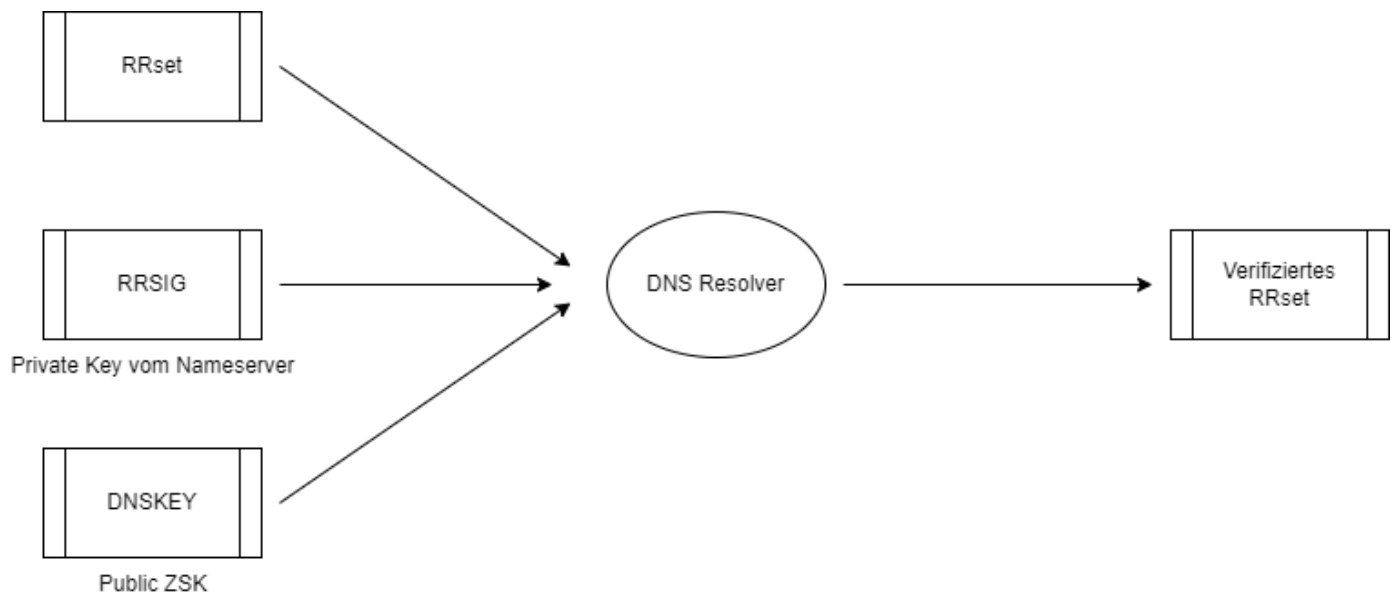 RRset
RRSIG
Private Key vom Nameserver
DNSKEY
Public ZSK
DNS Resolver
Verifiziertes
RRset